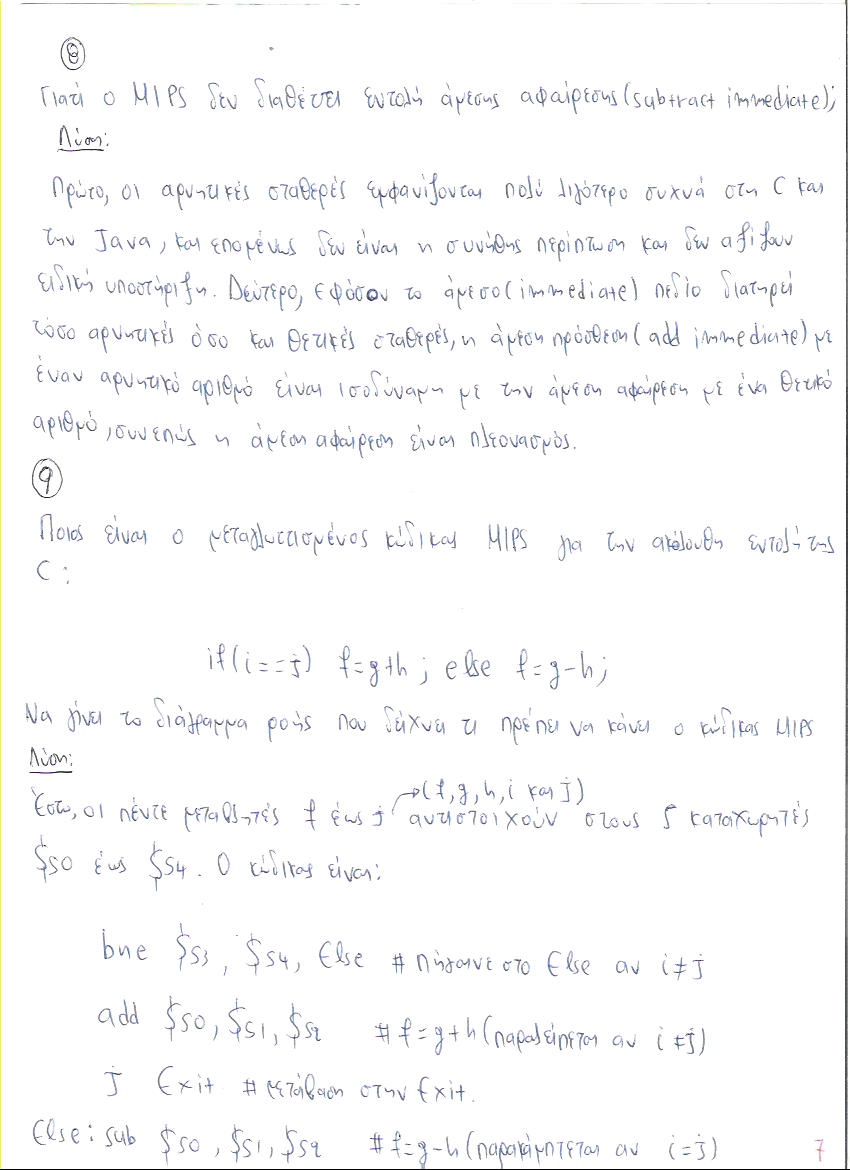 8
Γιατί ο MIPS δεν διαθέτει εντολή άμεσης αφαίρεσης (subtract immediate);
Λύση:
Πρώτο, οι αρνητικές σταθερές εμφανίζονται πολύ λιγότερο συχνά στη C και
την Java, και επομένως δεν είναι η συνήθης περίπτωση και δεν αξίζουν
ειδική υποστήριξη. Δεύτερο, εφόσον το άμεσο (immediate) πεδίο διατηρεί
τόσο αρνητικές όσο και θετικές σταθερές, η άμεση πρόσθεση (add immediate) με
έναν αρνητικό αριθμό είναι ισοδύναμη με την άμεση αφαίρεση με ένα θετικό
αριθμό, συνεπώς η άμεση αφαίρεση είναι πλεονασμός.
9
Ποιος είναι ο μεταγλωττισμένος κώδικας MIPS για την ακόλουθη εντολή της
C:
if(i==j) f=g+h; else f=g-h;
Να γίνει το διάγραμμα ροής που δείχνει τι πρέπει να κάνει ο κώδικας MIPS
Λύση:
(f,g,h,i και j)
Έστω, οι πέντε μεταβλητές f έως j αντιστοιχούν στους 5 καταχωρητές
$s0 έως $s4. Ο κώδικας είναι:
bne $s3, $s4, Else # πήγαινε στο Else αν i≠j
add $s0, $s1, $s2 # f=g+h (παραλείπεται αν i≠j)
j Exit # μετάβαση στην Exit.
Else: sub $s0, $s1, $s2 # f=g-h (παρακάμπτεται αν i=j)
7